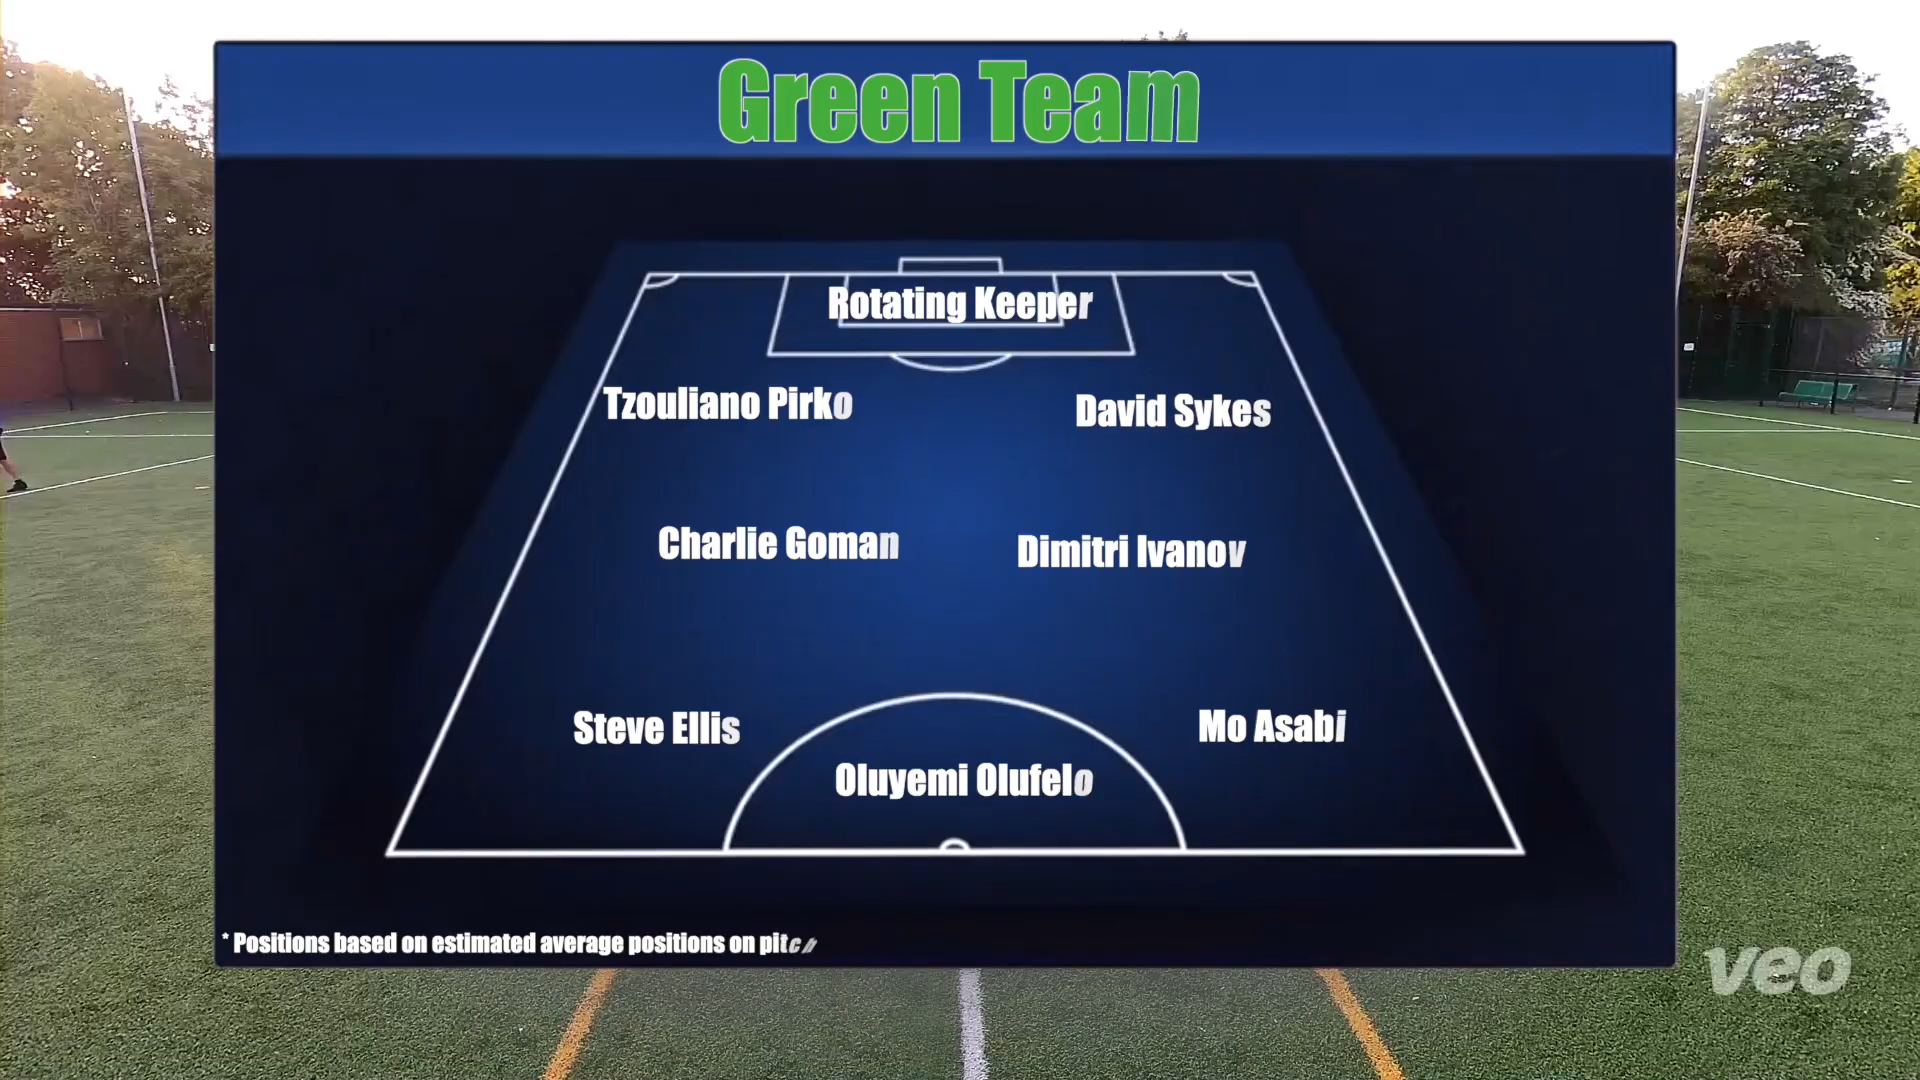 Green Team
Rotating Keeper
Tzouliano Pirko
David Sykes
Charlie Goman
Dimitri Ivanov
Steve Ellis
Mo Asabi
Oluyemi Olufelo
* Positions based on estimated average positions on pitch
veo